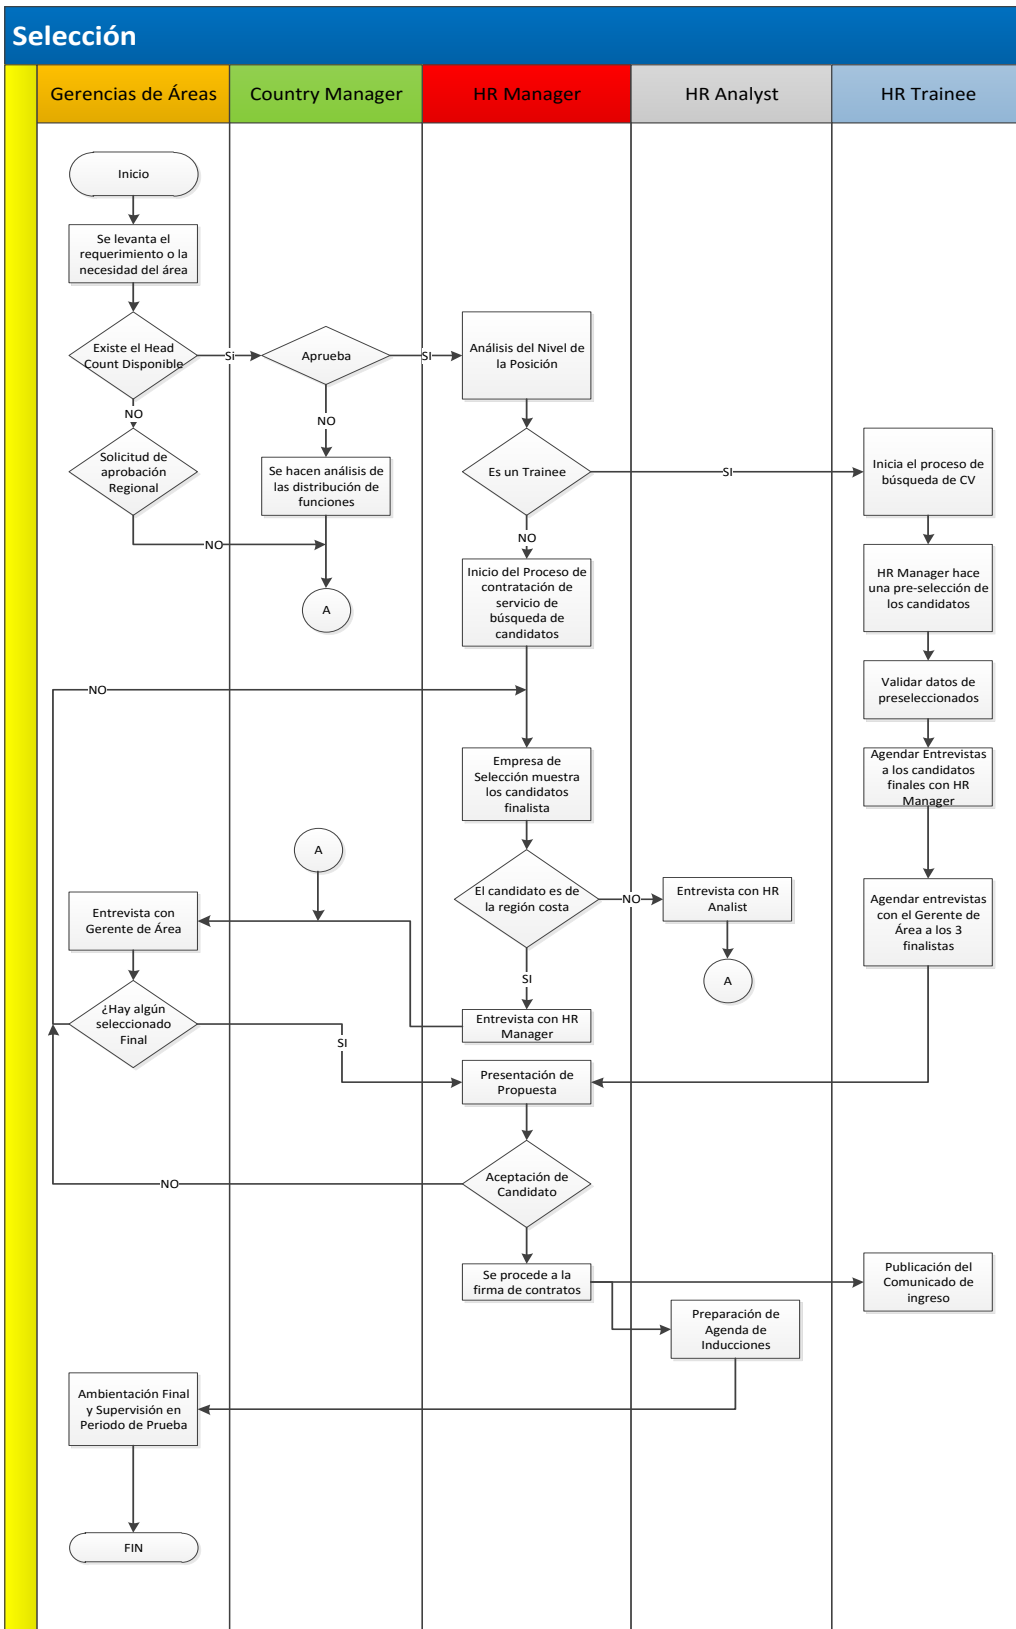 Selección
Gerencias de Áreas
Country Manager
HR Manager
HR Analyst
HR Trainee
Inicio
Se levanta el
requerimiento o la
necesidad del área
Existe el Head
Count Disponible
Si
Aprueba
SI
Análisis del Nivel de
la Posición
NO
NO
Solicitud de
aprobación
Regional
Se hacen análisis de
las distribución de
funciones
Es un Trainee
SI
Inicia el proceso de
búsqueda de CV
NO
NO
A
Inicio del Proceso de
contratación de
servicio de
búsqueda de
candidatos
HR Manager hace
una pre-selección de
los candidatos
NO
Validar datos de
preseleccionados
Empresa de
Selección muestra
los candidatos
finalista
Agendar Entrevistas
a los candidatos
finales con HR
Manager
A
Entrevista con
Gerente de Área
El candidato es de
la región costa
NO
Entrevista con HR
Analist
Agendar entrevistas
con el Gerente de
Área a los 3
finalistas
SI
A
¿Hay algún
seleccionado
Final
SI
Entrevista con HR
Manager
Presentación de
Propuesta
Aceptación de
Candidato
NO
Se procede a la
firma de contratos
Publicación del
Comunicado de
ingreso
Preparación de
Agenda de
Inducciones
Ambientación Final
y Supervisión en
Periodo de Prueba
FIN